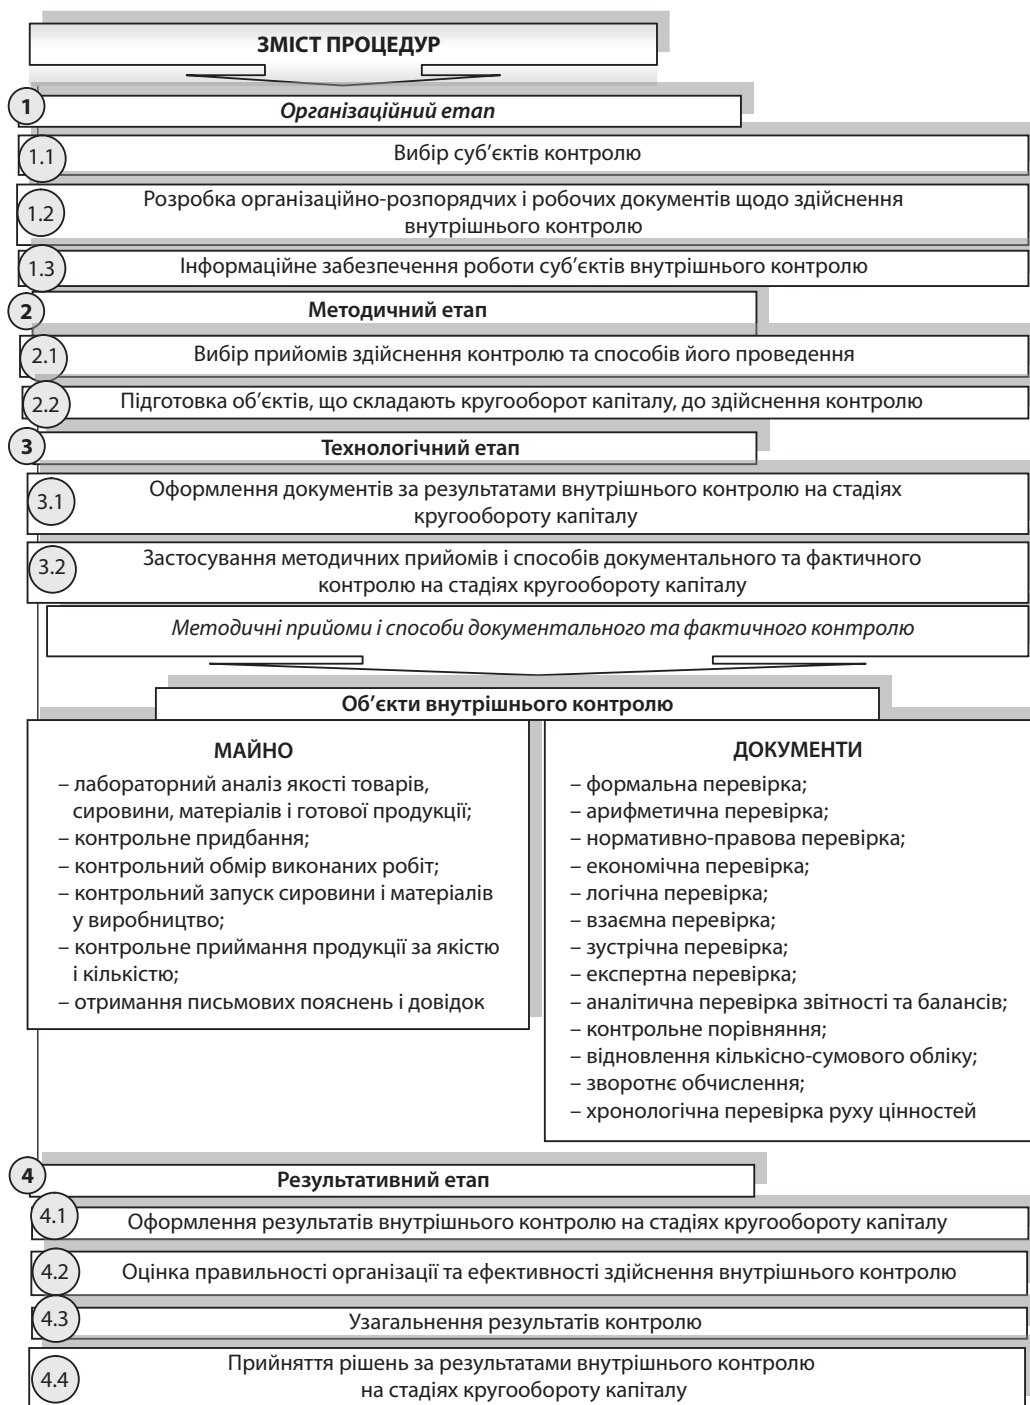 ЗМІСТ ПРОЦЕДУР
1
Організаційний етап
1.1
Вибір суб’єктів контролю
1.2
Розробка організаційно-розпорядчих і робочих документів щодо здійснення
внутрішнього контролю
1.3
Інформаційне забезпечення роботи суб’єктів внутрішнього контролю
2
Методичний етап
2.1
Вибір прийомів здійснення контролю та способів його проведення
2.2
Підготовка об’єктів, що складають кругооборот капіталу, до здійснення контролю
3
Технологічний етап
3.1
Оформлення документів за результатами внутрішнього контролю на стадіях
кругообороту капіталу
3.2
Застосування методичних прийомів і способів документального та фактичного
контролю на стадіях кругообороту капіталу
Методичні прийоми і способи документального та фактичного контролю
Об’єкти внутрішнього контролю
МАЙНО
– лабораторний аналіз якості товарів,
сировини, матеріалів і готової продукції;
– контрольне придбання;
– контрольний обмір виконаних робіт;
– контрольний запуск сировини і матеріалів
у виробництво;
– контрольне приймання продукції за якістю
і кількістю;
– отримання письмових пояснень і довідок
ДОКУМЕНТИ
– формальна перевірка;
– арифметична перевірка;
– нормативно-правова перевірка;
– економічна перевірка;
– логічна перевірка;
– взаємна перевірка;
– зустрічна перевірка;
– експертна перевірка;
– аналітична перевірка звітності та балансів;
– контрольне порівняння;
– відновлення кількісно-сумового обліку;
– зворотнє обчислення;
– хронологічна перевірка руху цінностей
4
Результативний етап
4.1
Оформлення результатів внутрішнього контролю на стадіях кругообороту капіталу
4.2
Оцінка правильності організації та ефективності здійснення внутрішнього контролю
4.3
Узагальнення результатів контролю
4.4
Прийняття рішень за результатами внутрішнього контролю
на стадіях кругообороту капіталу